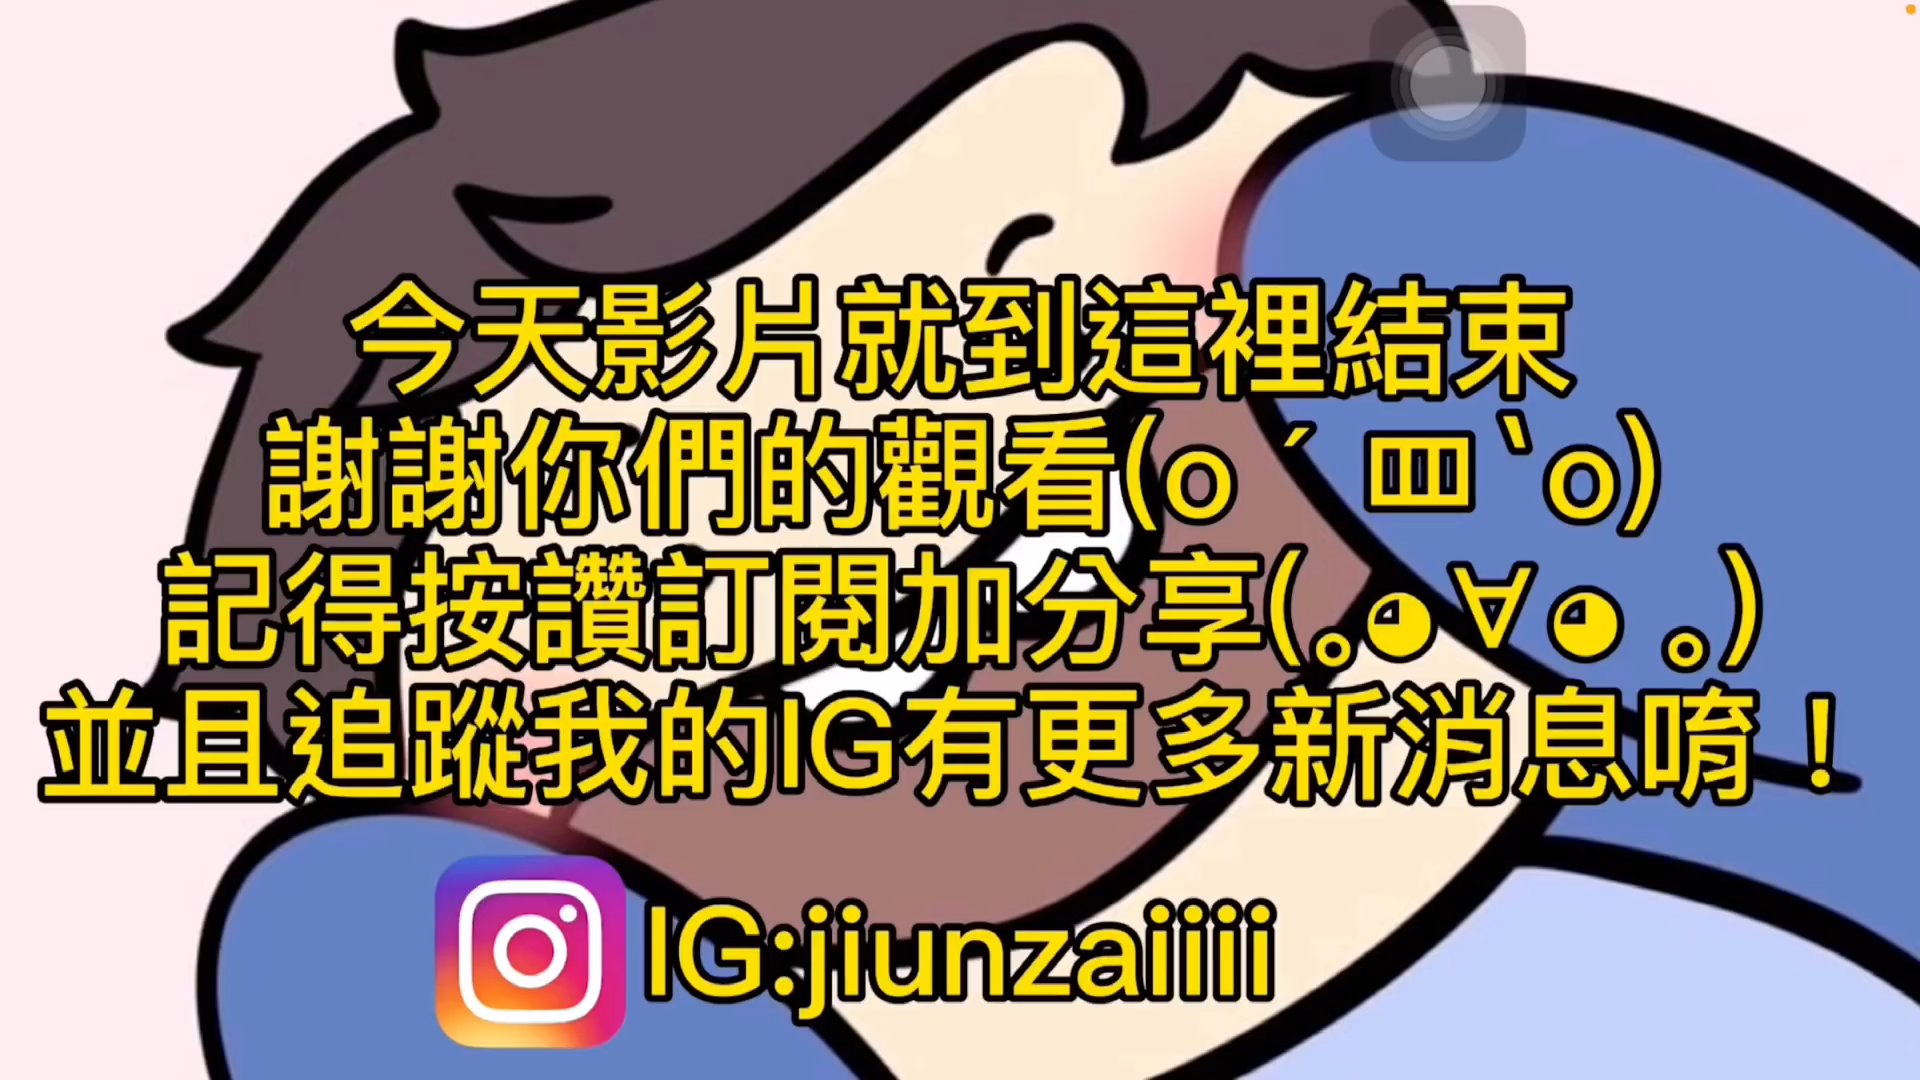 今天影片就到這裡結束
謝謝你們的觀看(o ˊ 皿 ˋo)
記得按讚訂閱加分享(｡◕∀◕ ｡)
並且追蹤我的IG有更多新消息唷！
IG:jiunzaiiii